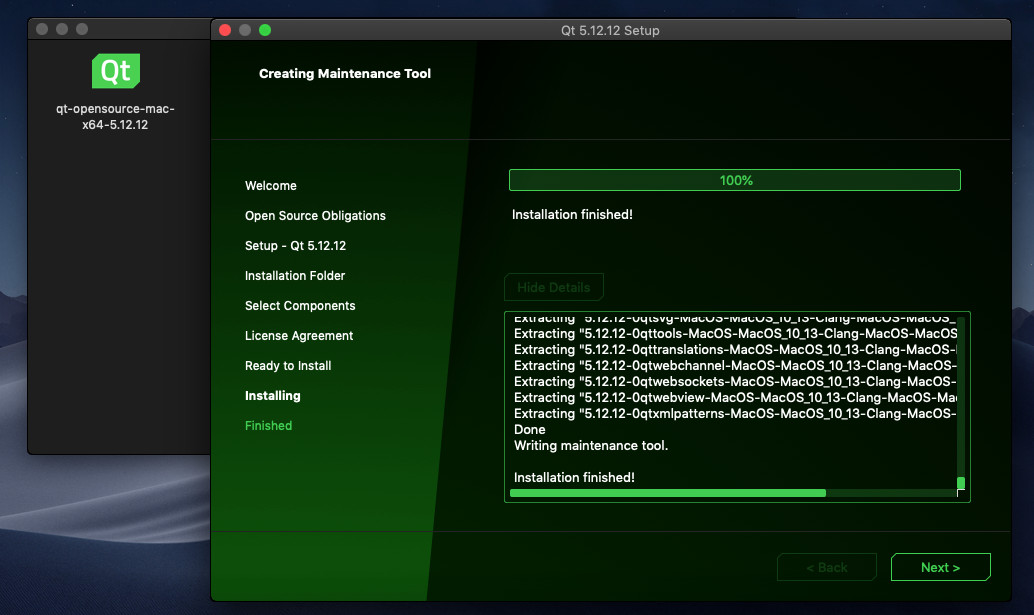 Qt
qt-opensource-mac-
x64-5.12.12
Qt 5.12.12 Setup
Creating Maintenance Tool
Welcome
Open Source Obligations
Setup - Qt 5.12.12
Installation Folder
Select Components
License Agreement
Ready to Install
Installing
Finished
100%
Installation finished!
Hide Details
Extracting "5.12.12-0qtsvg-MacOS-MacOS_10_13-Clang-MacOS-MacOS_
Extracting "5.12.12-0qttools-MacOS-MacOS_10_13-Clang-MacOS-MacOS
Extracting "5.12.12-0qttranslations-MacOS-MacOS_10_13-Clang-MacOS-
Extracting "5.12.12-0qtwebchannel-MacOS-MacOS_10_13-Clang-MacOS-
Extracting "5.12.12-0qtwebsockets-MacOS-MacOS_10_13-Clang-MacOS-
Extracting "5.12.12-0qtwebview-MacOS-MacOS_10_13-Clang-MacOS-Ma
Extracting "5.12.12-0qtxmlpatterns-MacOS-MacOS_10_13-Clang-MacOS-
Done
Writing maintenance tool.
Installation finished!
< Back
Next >